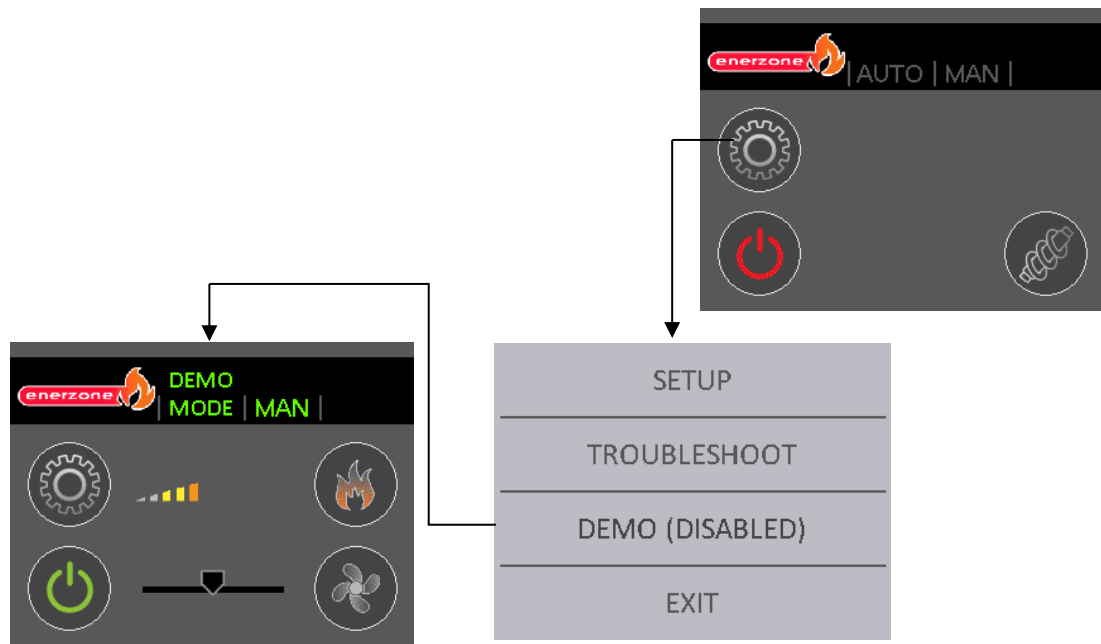 enerzone
| AUTO | MAN |
SETUP
TROUBLESHOOT
DEMO (DISABLED)
EXIT
enerzone
DEMO
| MODE | MAN |